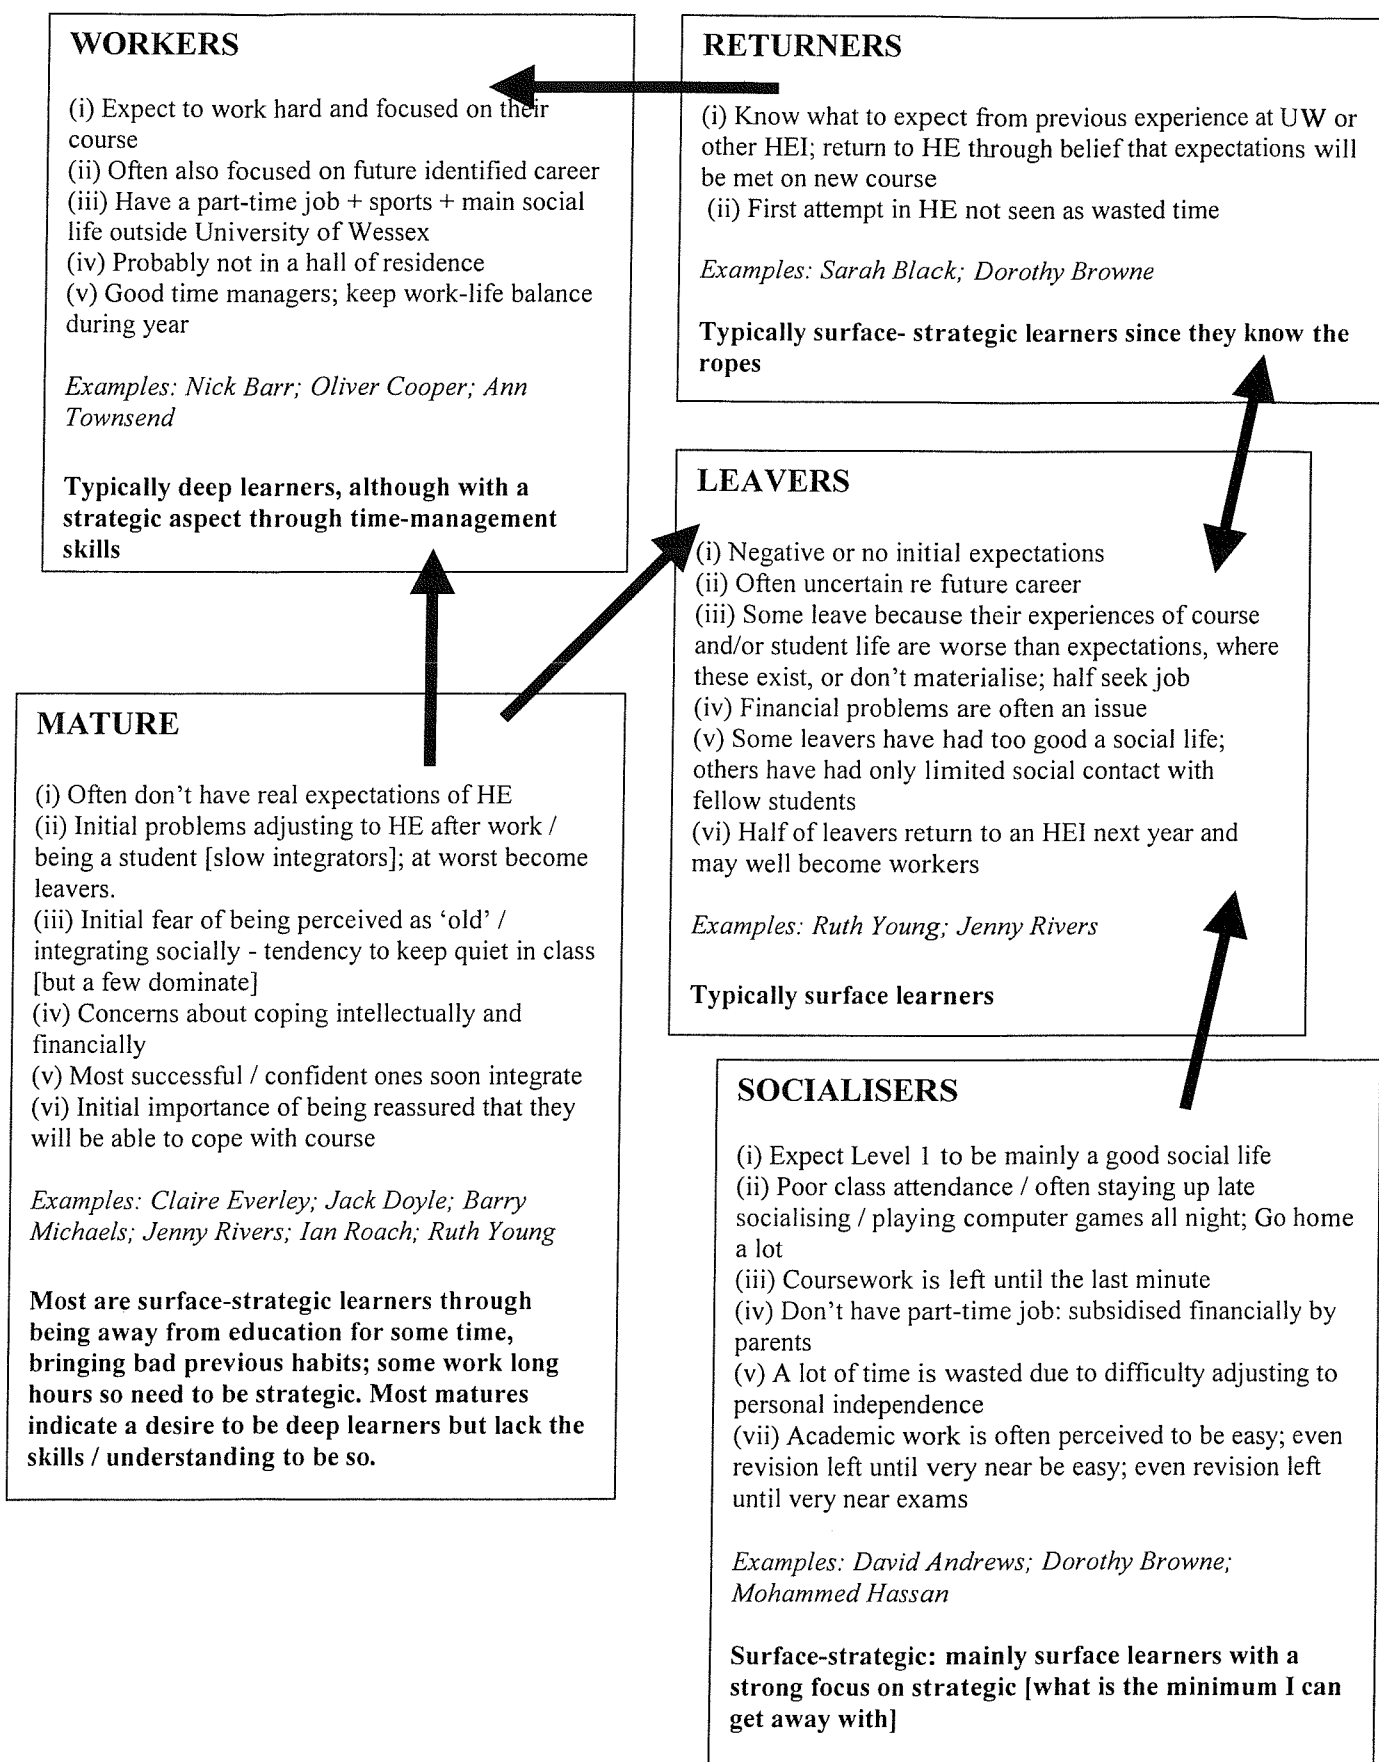 WORKERS
(i) Expect to work hard and focused on their
course
(ii) Often also focused on future identified career
(iii) Have a part-time job + sports + main social
life outside University of Wessex
(iv) Probably not in a hall of residence
(v) Good time managers; keep work-life balance
during year
Examples: Nick Barr; Oliver Cooper; Ann
Townsend
Typically deep learners, although with a
strategic aspect through time-management
skills
RETURNERS
(i) Know what to expect from previous experience at UW or
other HEI; return to HE through belief that expectations will
be met on new course
(ii) First attempt in HE not seen as wasted time
Examples: Sarah Black; Dorothy Browne
Typically surface- strategic learners since they know the
ropes
LEAVERS
(i) Negative or no initial expectations
(ii) Often uncertain re future career
(iii) Some leave because their experiences of course
and/or student life are worse than expectations, where
these exist, or don't materialise; half seek job
(iv) Financial problems are often an issue
(v) Some leavers have had too good a social life;
others have had only limited social contact with
fellow students
(vi) Half of leavers return to an HEI next year and
may well become workers
Examples: Ruth Young; Jenny Rivers
Typically surface learners
MATURE
(i) Often don't have real expectations of HE
(ii) Initial problems adjusting to HE after work /
being a student [slow integrators]; at worst become
leavers.
(iii) Initial fear of being perceived as 'old' /
integrating socially - tendency to keep quiet in class
[but a few dominate]
(iv) Concerns about coping intellectually and
financially
(v) Most successful / confident ones soon integrate
(vi) Initial importance of being reassured that they
will be able to cope with course
Examples: Claire Everley; Jack Doyle; Barry
Michaels; Jenny Rivers; Ian Roach; Ruth Young
Most are surface-strategic learners through
being away from education for some time,
bringing bad previous habits; some work long
hours so need to be strategic. Most matures
indicate a desire to be deep learners but lack the
skills / understanding to be so.
SOCIALISERS
(i) Expect Level 1 to be mainly a good social life
(ii) Poor class attendance / often staying up late
socialising / playing computer games all night; Go home
a lot
(iii) Coursework is left until the last minute
(iv) Don't have part-time job: subsidised financially by
parents
(v) A lot of time is wasted due to difficulty adjusting to
personal independence
(vii) Academic work is often perceived to be easy; even
revision left until very near be easy; even revision left
until very near exams
Examples: David Andrews; Dorothy Browne;
Mohammed Hassan
Surface-strategic: mainly surface learners with a
strong focus on strategic [what is the minimum I can
get away with]